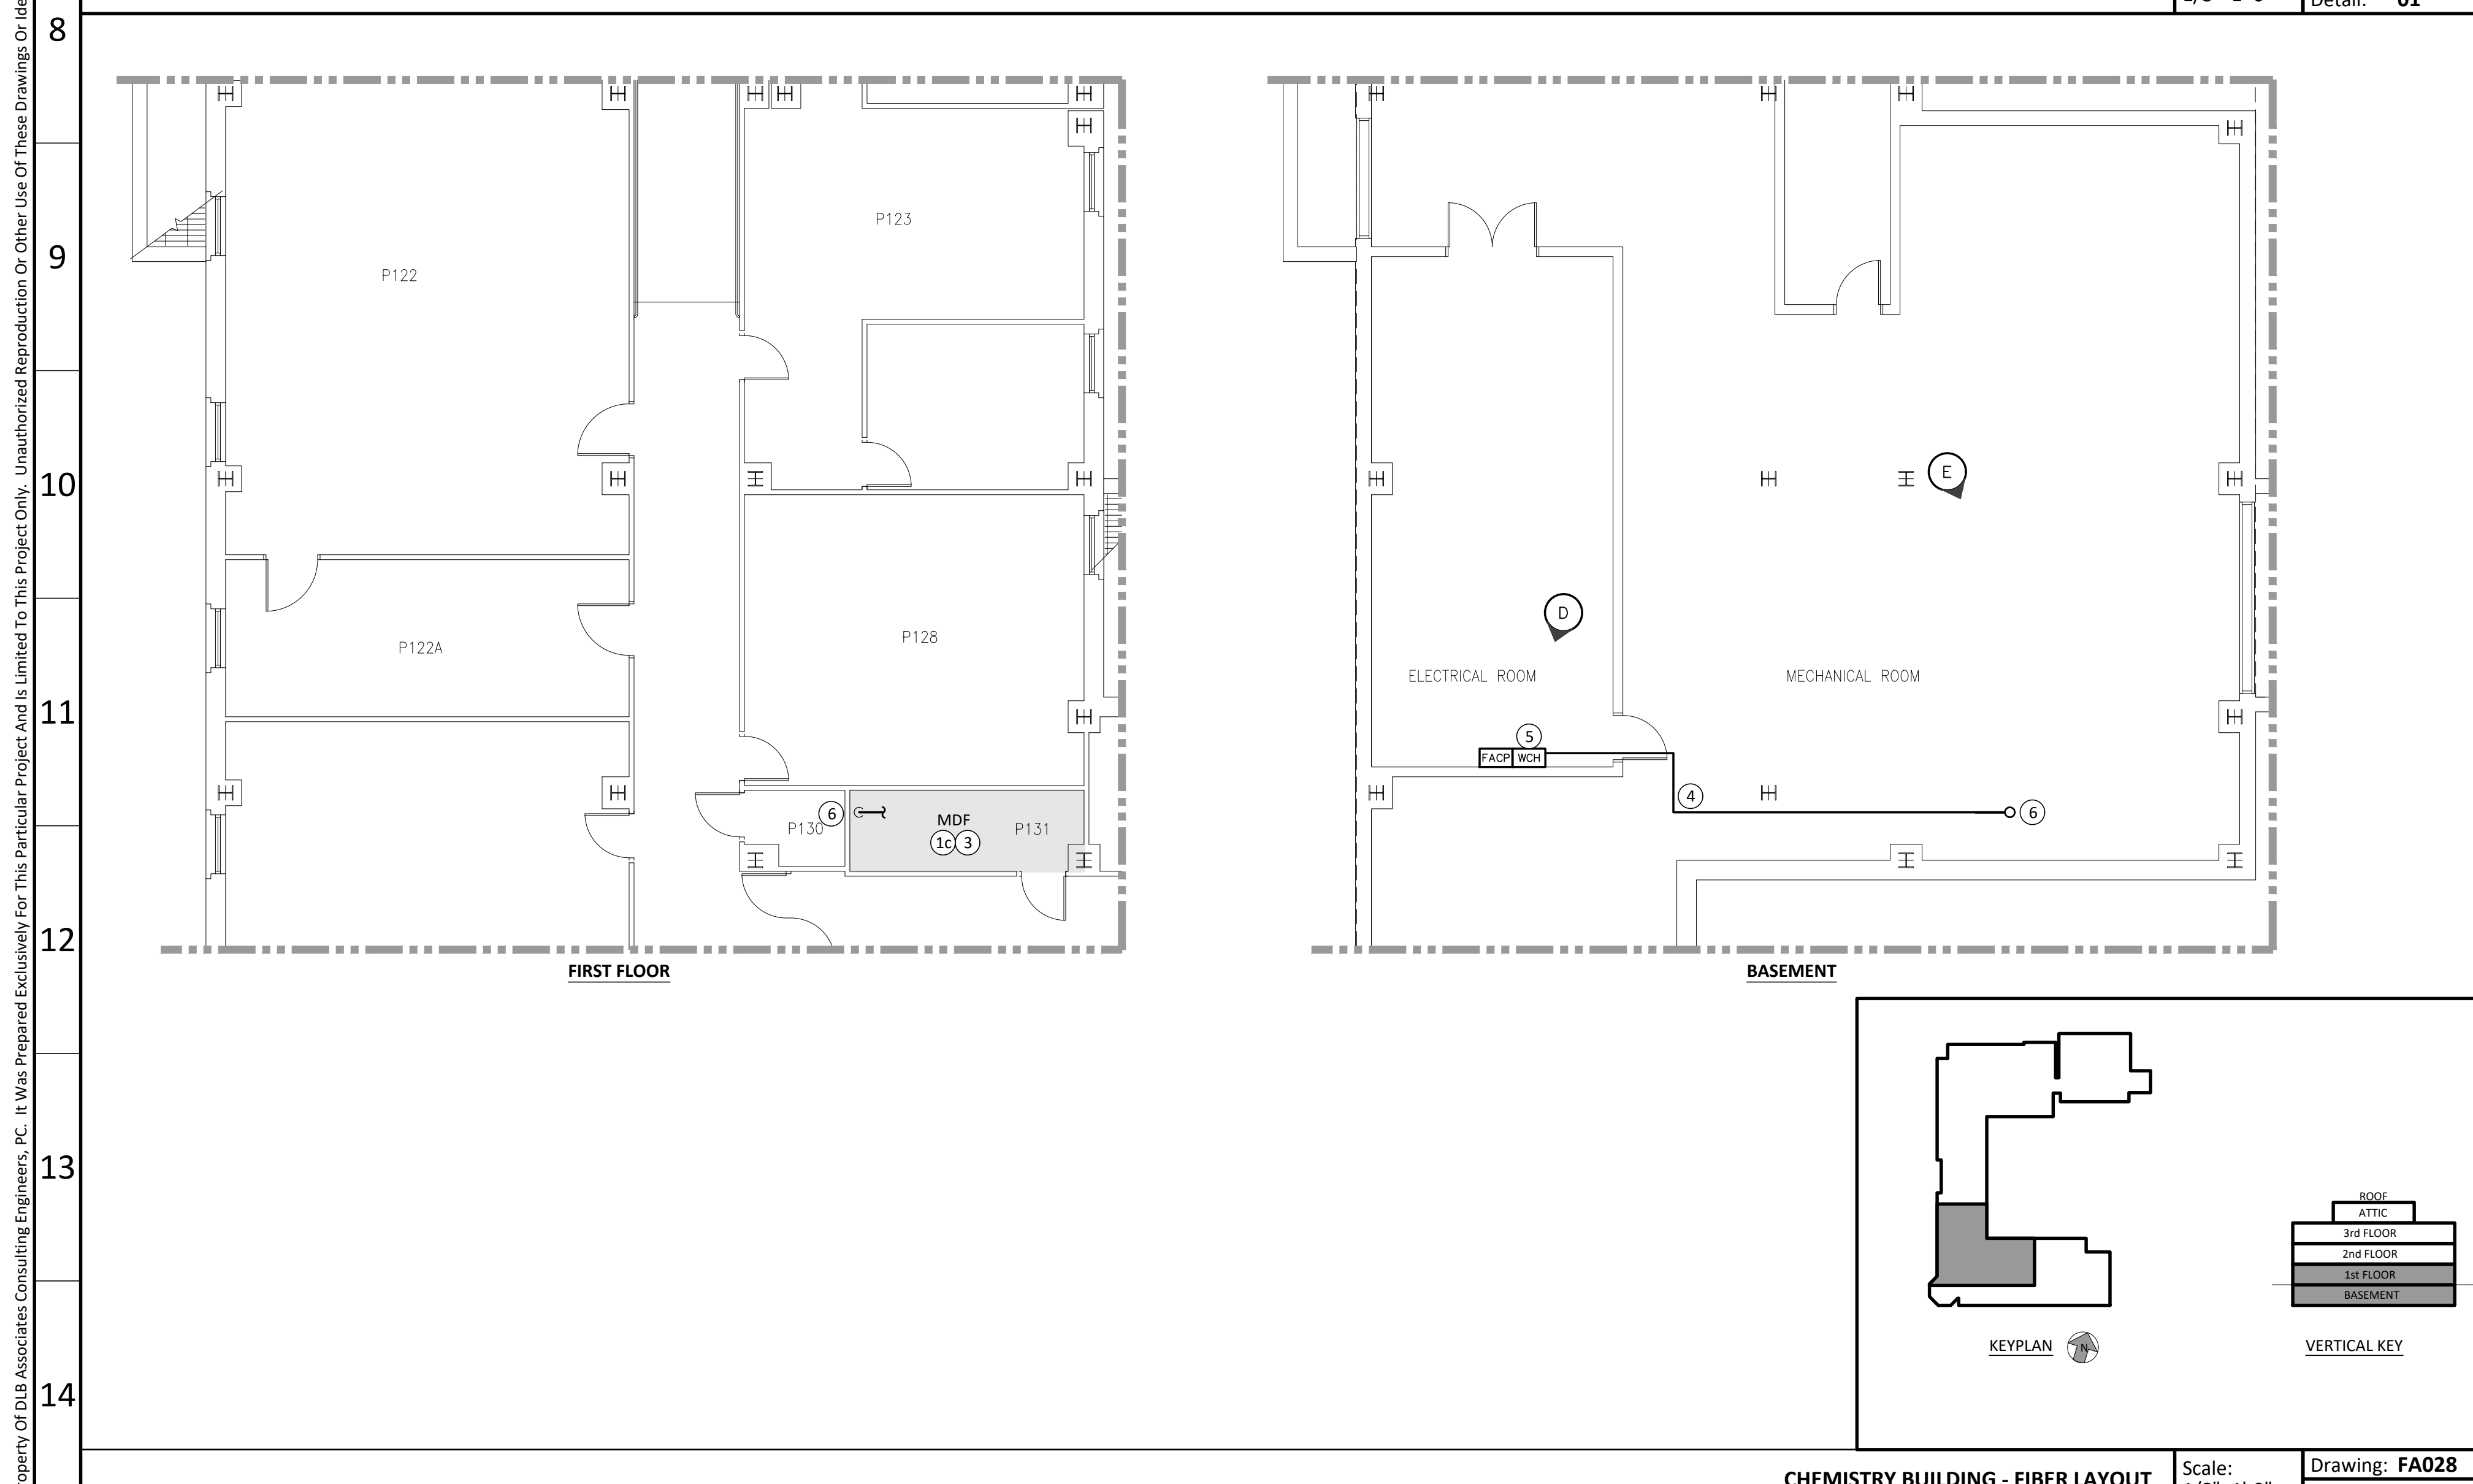 Detail: 01
8
9
10
11
12
13
14
roperty Of DLB Associates Consulting Engineers, PC. It Was Prepared Exclusively For This Particular Project And Is Limited To This Project Only. Unauthorized Reproduction Or Other Use Of These Drawings Or Ide
P122
P123
P122A
P128
P130
6
MDF
P131
1c 3
FIRST FLOOR
E
D
ELECTRICAL ROOM
MECHANICAL ROOM
5
FACP WCH
4
6
BASEMENT
KEYPLAN
N
ROOF
ATTIC
3rd FLOOR
2nd FLOOR
1st FLOOR
BASEMENT
VERTICAL KEY
CHEMISTRY BUILDING - FIBER LAYOUT
Scale:
Drawing: FA028